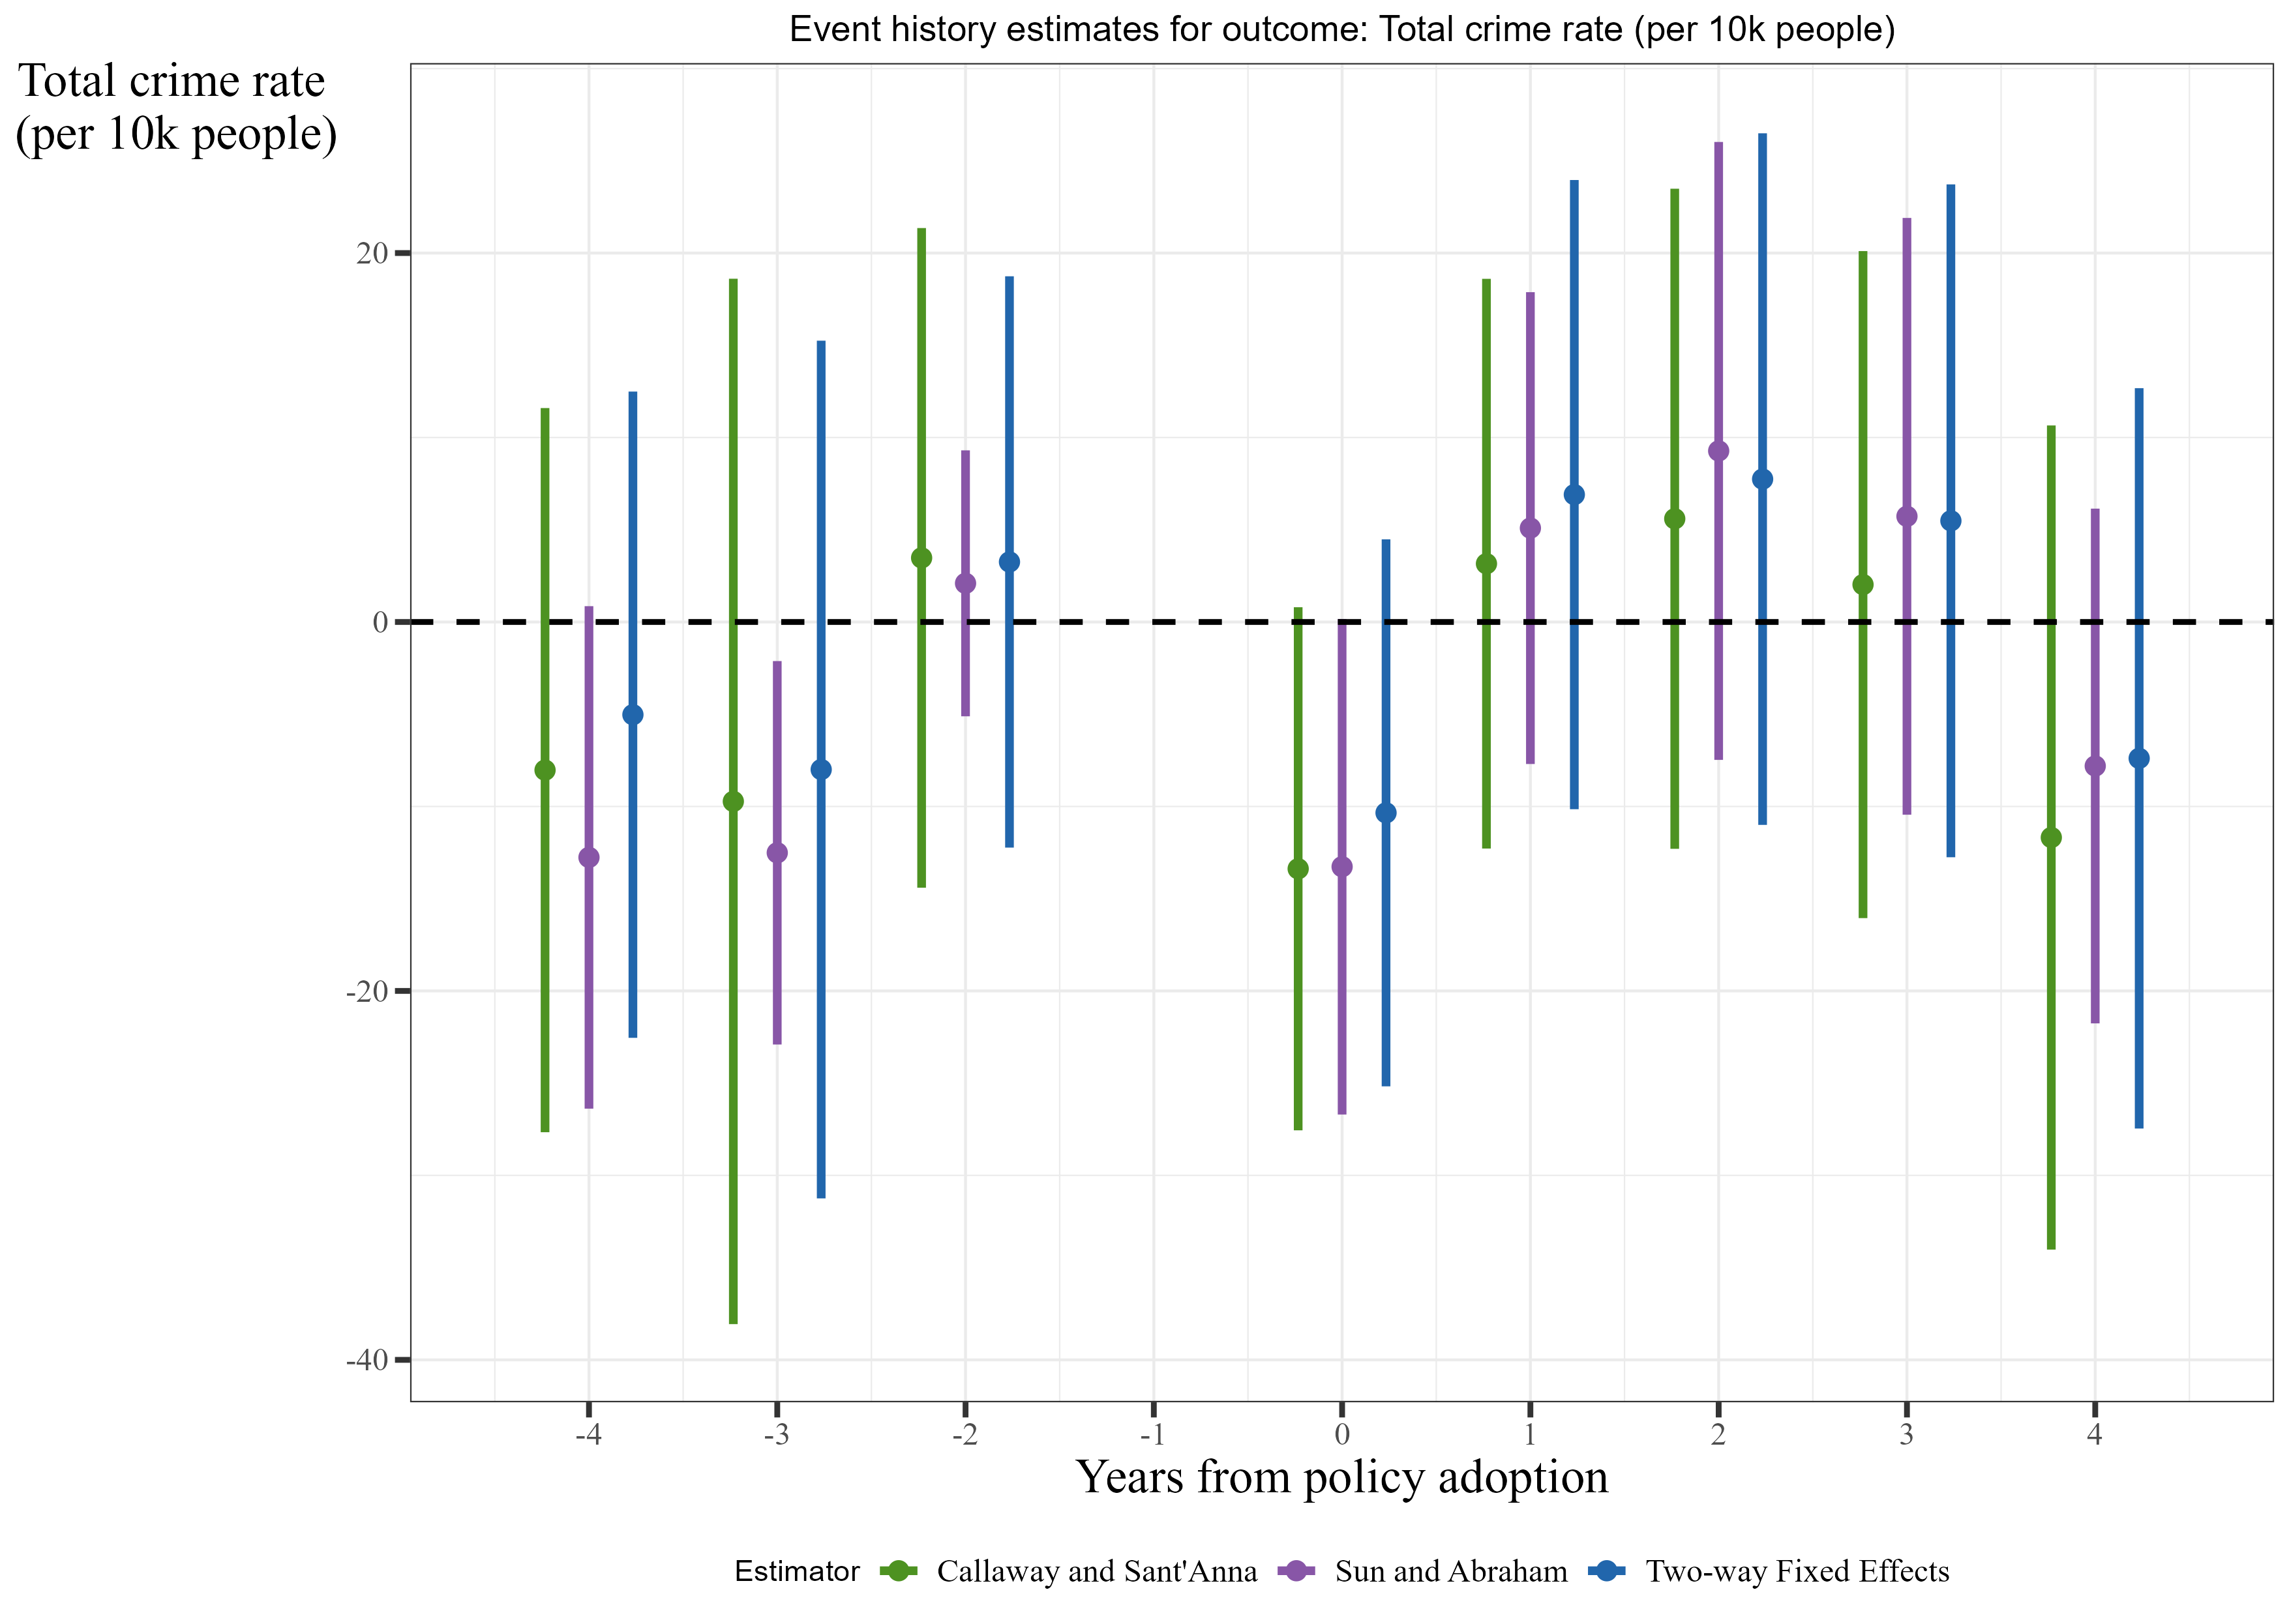 Event history estimates for outcome: Total crime rate (per 10k people)
Total crime rate
(per 10k people)
20
0
-20
-40
-4 -3 -2 -1 0 1 2 3 4
Years from policy adoption
Estimator Callaway and Sant'Anna Sun and Abraham Two-way Fixed Effects